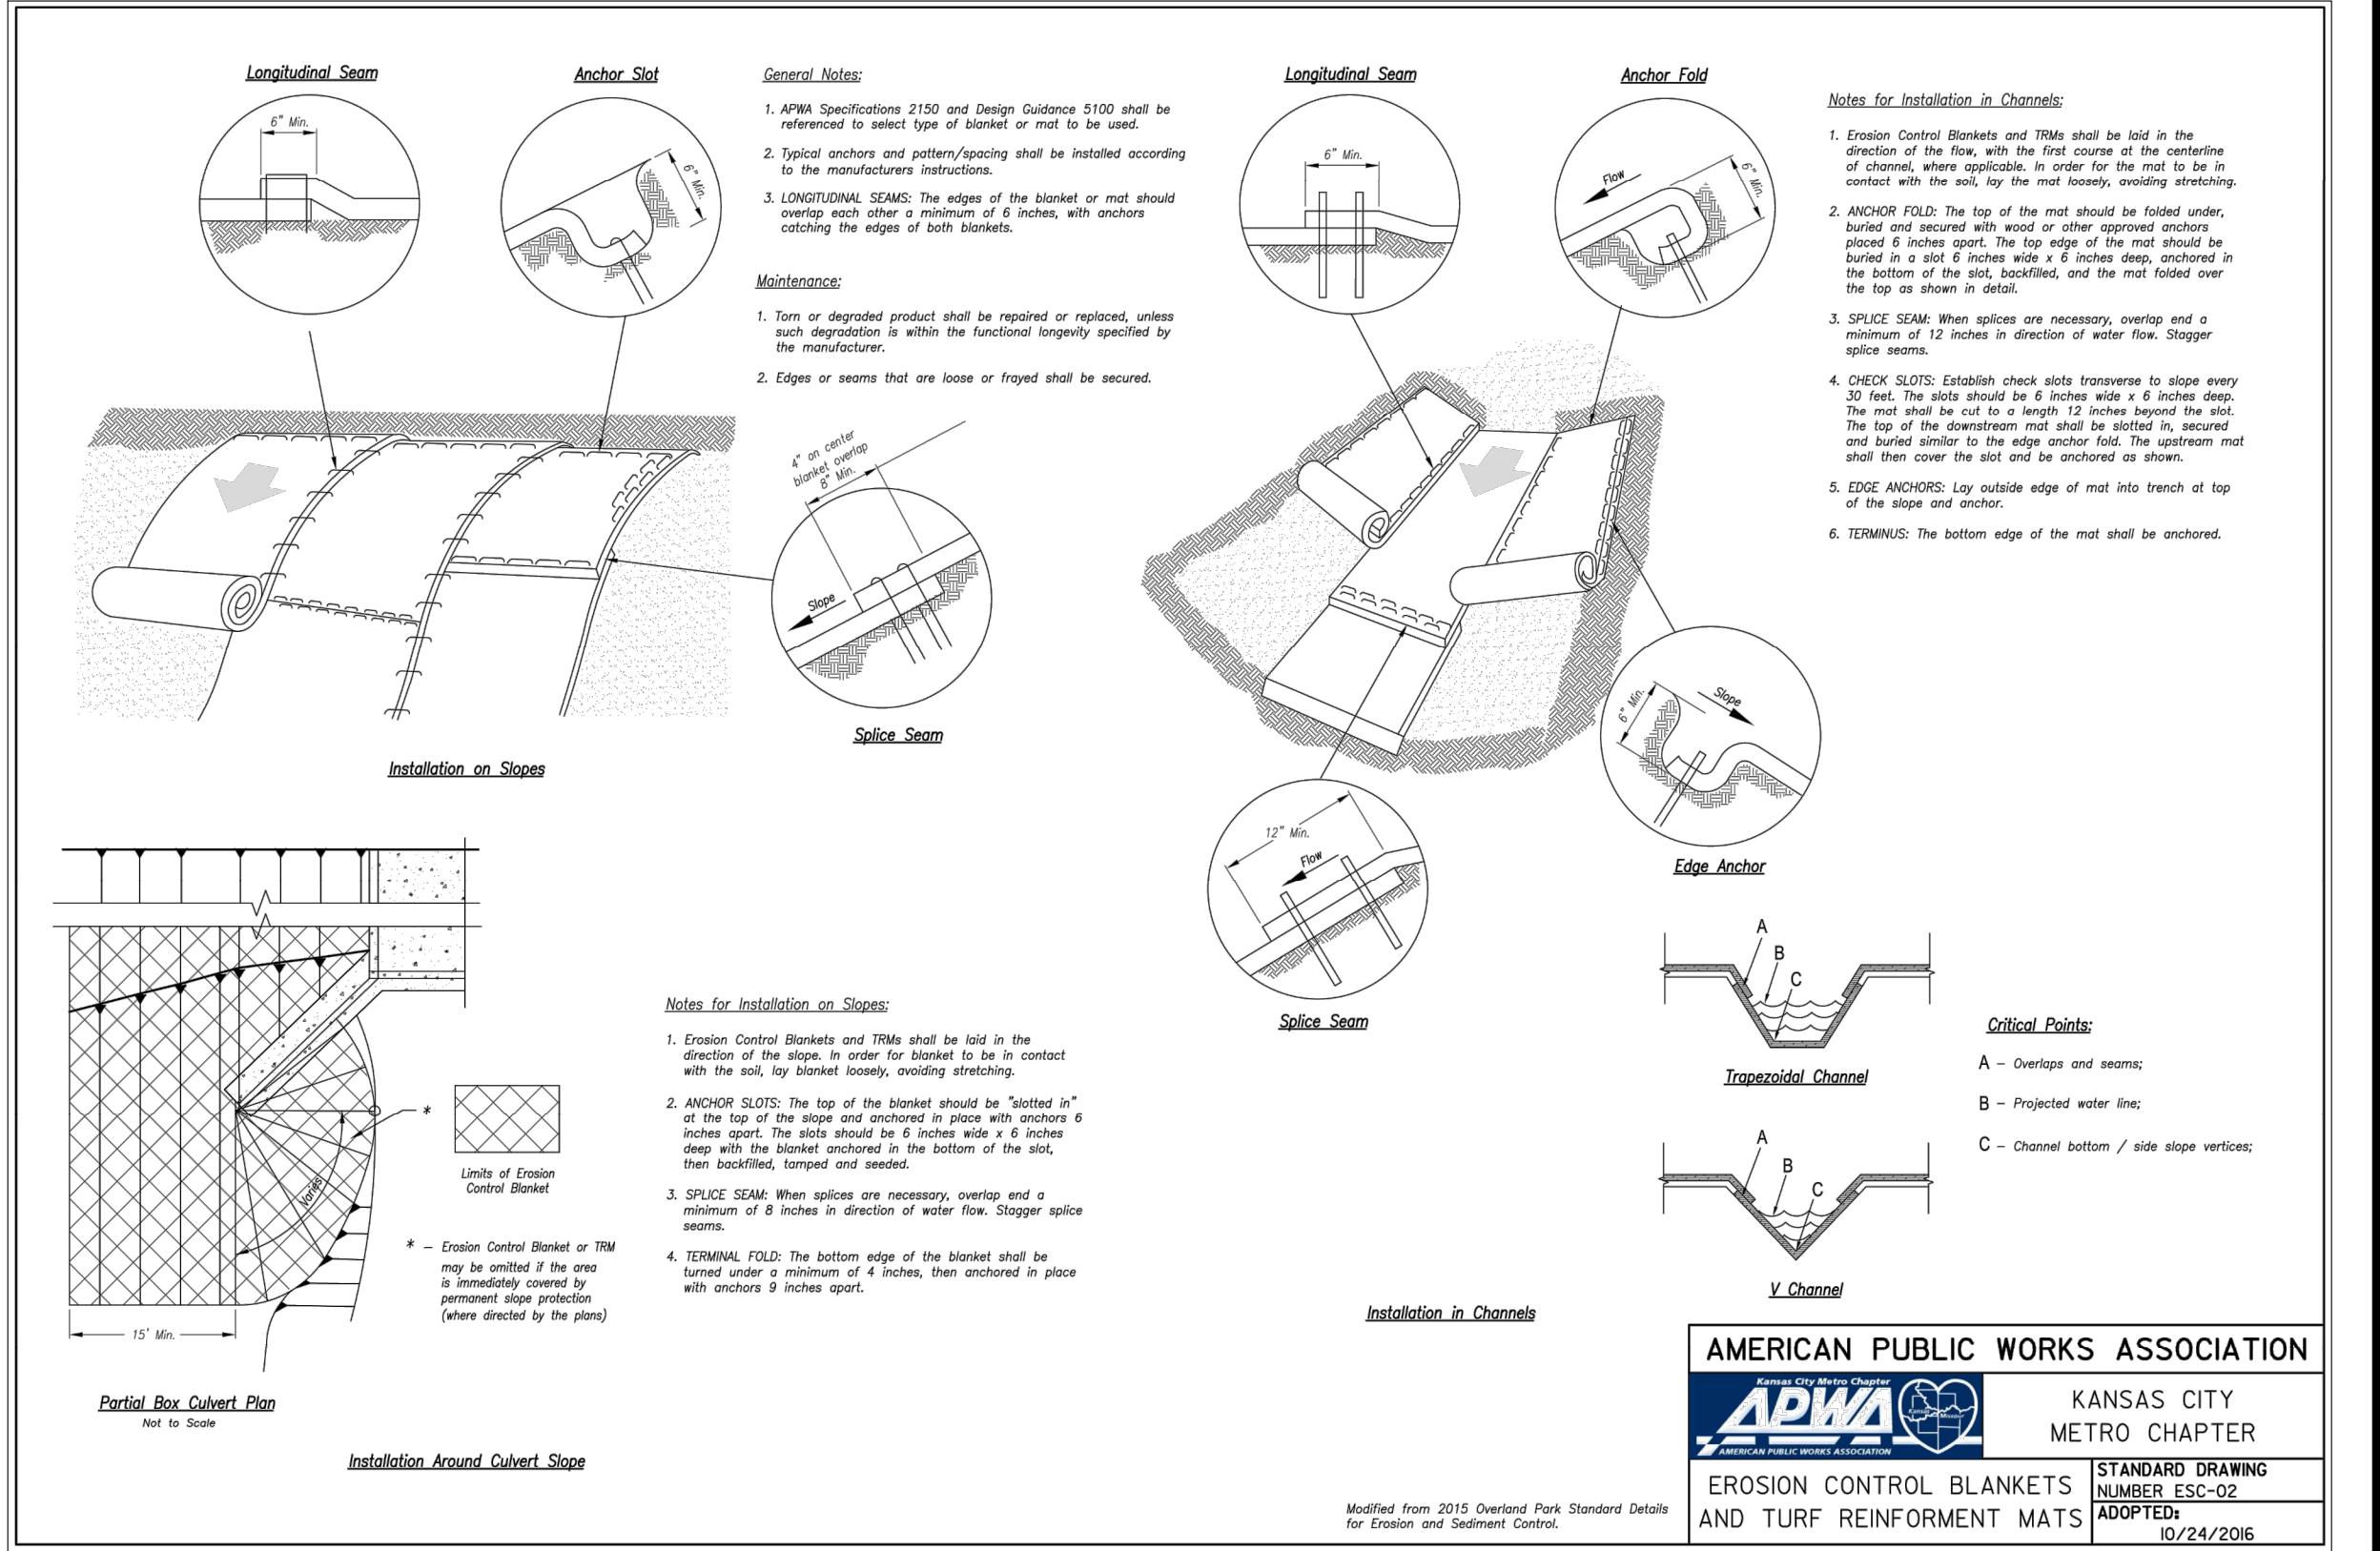 Longitudinal Seam
6" Min.
Anchor Slot
6" Min.
General Notes:
1. APWA Specifications 2150 and Design Guidance 5100 shall be
referenced to select type of blanket or mat to be used.
2. Typical anchors and pattern/spacing shall be installed according
to the manufacturers instructions.
3. LONGITUDINAL SEAMS: The edges of the blanket or mat should
overlap each other a minimum of 6 inches, with anchors
catching the edges of both blankets.
Maintenance:
1. Torn or degraded product shall be repaired or replaced, unless
such degradation is within the functional longevity specified by
the manufacturer.
2. Edges or seams that are loose or frayed shall be secured.
4" on center
blanket overlap
8" Min.
Slope
Splice Seam
Installation on Slopes
Longitudinal Seam
6" Min.
Anchor Fold
Flow
6" Min.
Notes for Installation in Channels:
1. Erosion Control Blankets and TRMs shall be laid in the
direction of the flow, with the first course at the centerline
of channel, where applicable. In order for the mat to be in
contact with the soil, lay the mat loosely, avoiding stretching.
2. ANCHOR FOLD: The top of the mat should be folded under,
buried and secured with wood or other approved anchors
placed 6 inches apart. The top edge of the mat should be
buried in a slot 6 inches wide x 6 inches deep, anchored in
the bottom of the slot, backfilled, and the mat folded over
the top as shown in detail.
3. SPLICE SEAM: When splices are necessary, overlap end a
minimum of 12 inches in direction of water flow. Stagger
splice seams.
4. CHECK SLOTS: Establish check slots transverse to slope every
30 feet. The slots should be 6 inches wide x 6 inches deep.
The mat shall be cut to a length 12 inches beyond the slot.
The top of the downstream mat shall be slotted in, secured
and buried similar to the edge anchor fold. The upstream mat
shall then cover the slot and be anchored as shown.
5. EDGE ANCHORS: Lay outside edge of mat into trench at top
of the slope and anchor.
6. TERMINUS: The bottom edge of the mat shall be anchored.
6" Min.
Slope
Edge Anchor
12" Min.
Flow
Splice Seam
A
B
C
Trapezoidal Channel
A
B
C
V Channel
Critical Points:
A – Overlaps and seams;
B – Projected water line;
C – Channel bottom / side slope vertices;
Installation in Channels
Varies
*
Limits of Erosion
Control Blanket
* – Erosion Control Blanket or TRM
may be omitted if the area
is immediately covered by
permanent slope protection
(where directed by the plans)
15' Min.
Partial Box Culvert Plan
Not to Scale
Installation Around Culvert Slope
Notes for Installation on Slopes:
1. Erosion Control Blankets and TRMs shall be laid in the
direction of the slope. In order for blanket to be in contact
with the soil, lay blanket loosely, avoiding stretching.
2. ANCHOR SLOTS: The top of the blanket should be "slotted in"
at the top of the slope and anchored in place with anchors 6
inches apart. The slots should be 6 inches wide x 6 inches
deep with the blanket anchored in the bottom of the slot,
then backfilled, tamped and seeded.
3. SPLICE SEAM: When splices are necessary, overlap end a
minimum of 8 inches in direction of water flow. Stagger splice
seams.
4. TERMINAL FOLD: The bottom edge of the blanket shall be
turned under a minimum of 4 inches, then anchored in place
with anchors 9 inches apart.
Modified from 2015 Overland Park Standard Details
for Erosion and Sediment Control.
AMERICAN PUBLIC WORKS ASSOCIATION
Kansas City Metro Chapter
APWA
Kansas
Missouri
AMERICAN PUBLIC WORKS ASSOCIATION
KANSAS CITY
METRO CHAPTER
EROSION CONTROL BLANKETS
AND TURF REINFORMENT MATS
STANDARD DRAWING
NUMBER ESC-02
ADOPTED:
10/24/2016